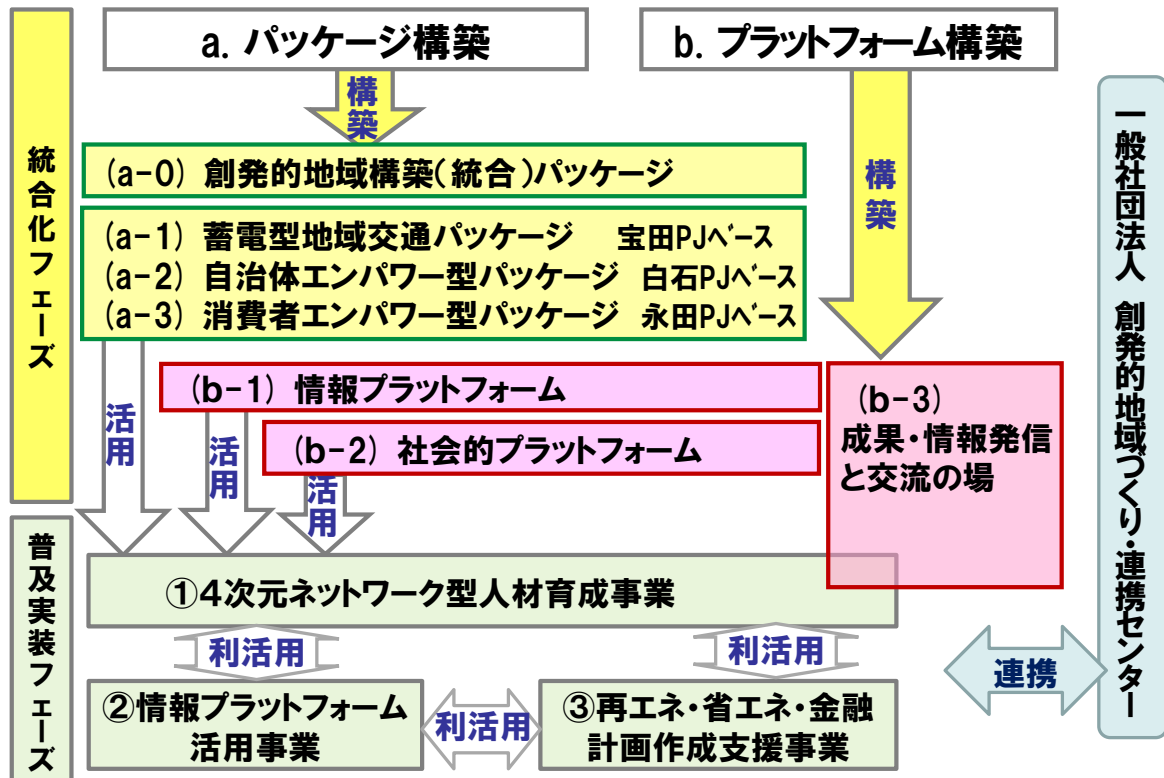 a. パッケージ構築
b. プラットフォーム構築
統合化フェーズ
構築
構築
(a-0) 創発的地域構築(統合)パッケージ
(a-1) 蓄電型地域交通パッケージ 宝田PJベース
(a-2) 自治体エンパワー型パッケージ 白石PJベース
(a-3) 消費者エンパワー型パッケージ 永田PJベース
活用
活用
活用
(b-1) 情報プラットフォーム
(b-2) 社会的プラットフォーム
(b-3)
成果・情報発信
と交流の場
一般社団法人 創発的地域づくり・連携センター
普及実装フェーズ
①4次元ネットワーク型人材育成事業
利活用
利活用
連携
②情報プラットフォーム
活用事業
利活用
③再エネ・省エネ・金融
計画作成支援事業